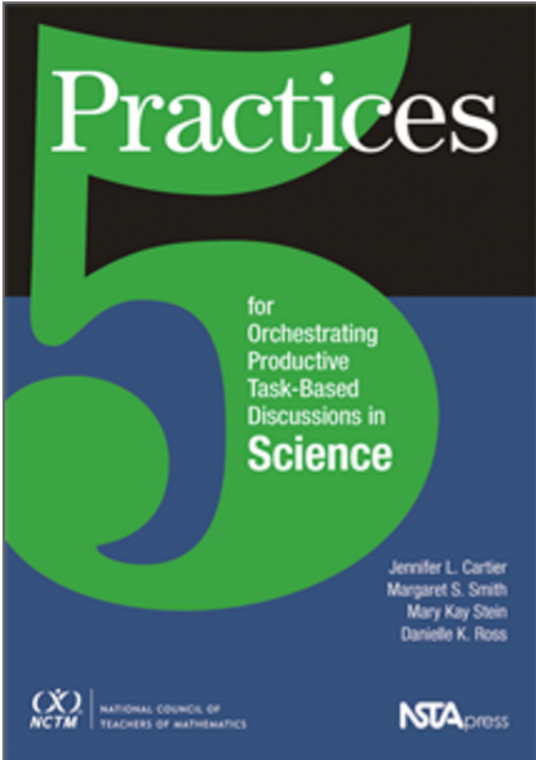 5
Practices
for
Orchestrating
Productive
Task-Based
Discussions in
Science
Jennifer L. Cartier
Margaret S. Smith
Mary Kay Stein
Danielle K. Ross
NCTM
NATIONAL COUNCIL OF
TEACHERS OF MATHEMATICS
NSTApress